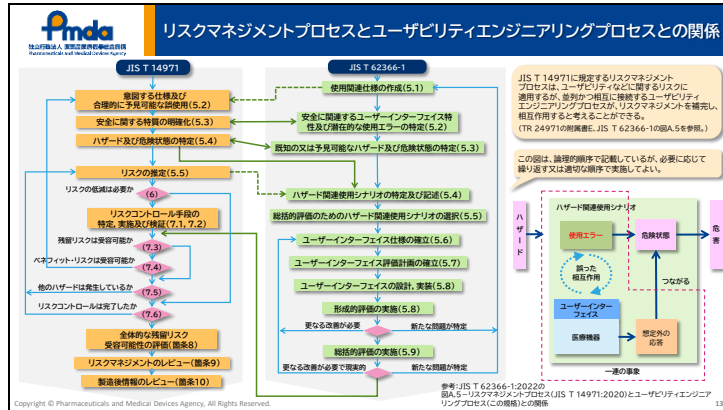 Pmda
独立行政法人 医薬品医療機器総合機構
Pharmaceuticals and Medical Devices Agency
リスクマネジメントプロセスとユーザビリティエンジニアリングプロセスとの関係
JIS T 14971
意図する仕様及び
合理的に予見可能な誤使用(5.2)
安全に関する特質の明確化(5.3)
ハザード及び危険状態の特定(5.4)
リスクの推定(5.5)
リスクの低減は必要か
(6)
リスクコントロール手段の
特定, 実施及び検証(7.1, 7.2)
残留リスクは受容可能か
(7.3)
ベネフィット・リスクは受容可能か
(7.4)
他のハザードは発生しているか
(7.5)
リスクコントロールは完了したか
(7.6)
全体的な残留リスク
受容可能性の評価(箇条8)
リスクマネジメントのレビュー(箇条9)
製造後情報のレビュー(箇条10)
JIS T 62366-1
使用関連仕様の作成(5.1)
安全に関連するユーザーインターフェイス特
性及び潜在的な使用エラーの特定(5.2)
既知の又は予見可能なハザード及び危険状態の特定(5.3)
ハザード関連使用シナリオの特定及び記述(5.4)
総括的評価のためのハザード関連使用シナリオの選択(5.5)
ユーザーインターフェイス仕様の確立(5.6)
ユーザーインターフェイス評価計画の確立(5.7)
ユーザーインターフェイスの設計, 実装(5.8)
形成的評価の実施(5.8)
更なる改善が必要
新たな問題が特定
総括的評価の実施(5.9)
更なる改善が必要で現実的
新たな問題が特定
JIS T 14971に規定するリスクマネジメント
プロセスは、ユーザビリティなどに関するリスクに
適用するが、並列かつ相互に接続するユーザビリティ
エンジニアリングプロセスが、リスクマネジメントを補完し、
相互作用すると考えることができる。
(TR 24971の附属書E, JIS T 62366-1の図A.5を参照。)
この図は、論理的順序で記載しているが、必要に応じて
繰り返す又は適切な順序で実施してよい。
ハザード
ハザード関連使用シナリオ
使用エラー
危険状態
危害
誤った
相互作用
つながる
ユーザーインター
フェイス
医療機器
想定外の
応答
一連の事象
参考:JIS T 62366-1:2022の
図A.5–リスクマネジメントプロセス(JIS T 14971:2020)とユーザビリティエンジニア
リングプロセス(この規格)との関係
Copyright © Pharmaceuticals and Medical Devices Agency, All Rights Reserved.
13